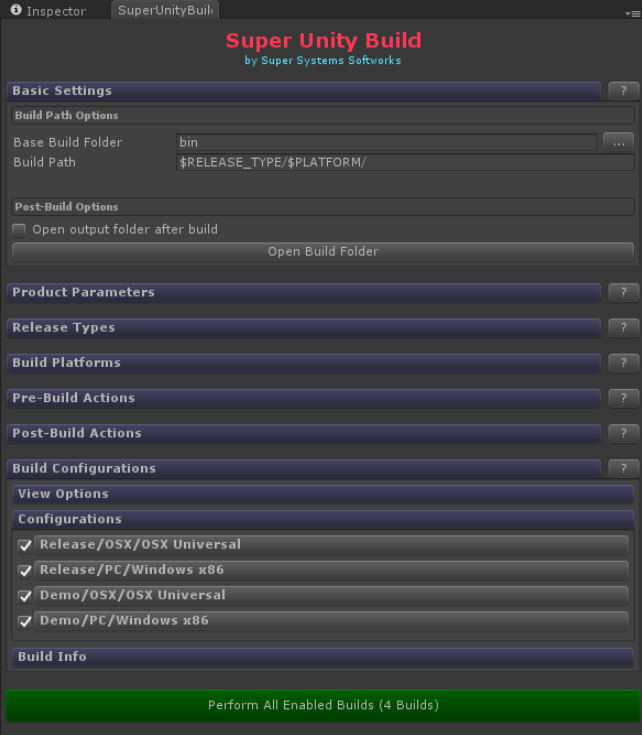 Inspector SuperUnityBuil
Super Unity Build
by Super Systems Softworks
Basic Settings ?
Build Path Options
Base Build Folder bin ...
Build Path $RELEASE_TYPE/$PLATFORM/
Post-Build Options
Open output folder after build
Open Build Folder
Product Parameters ?
Release Types ?
Build Platforms ?
Pre-Build Actions ?
Post-Build Actions ?
Build Configurations ?
View Options
Configurations
Release/OSX/OSX Universal
Release/PC/Windows x86
Demo/OSX/OSX Universal
Demo/PC/Windows x86
Build Info
Perform All Enabled Builds (4 Builds)